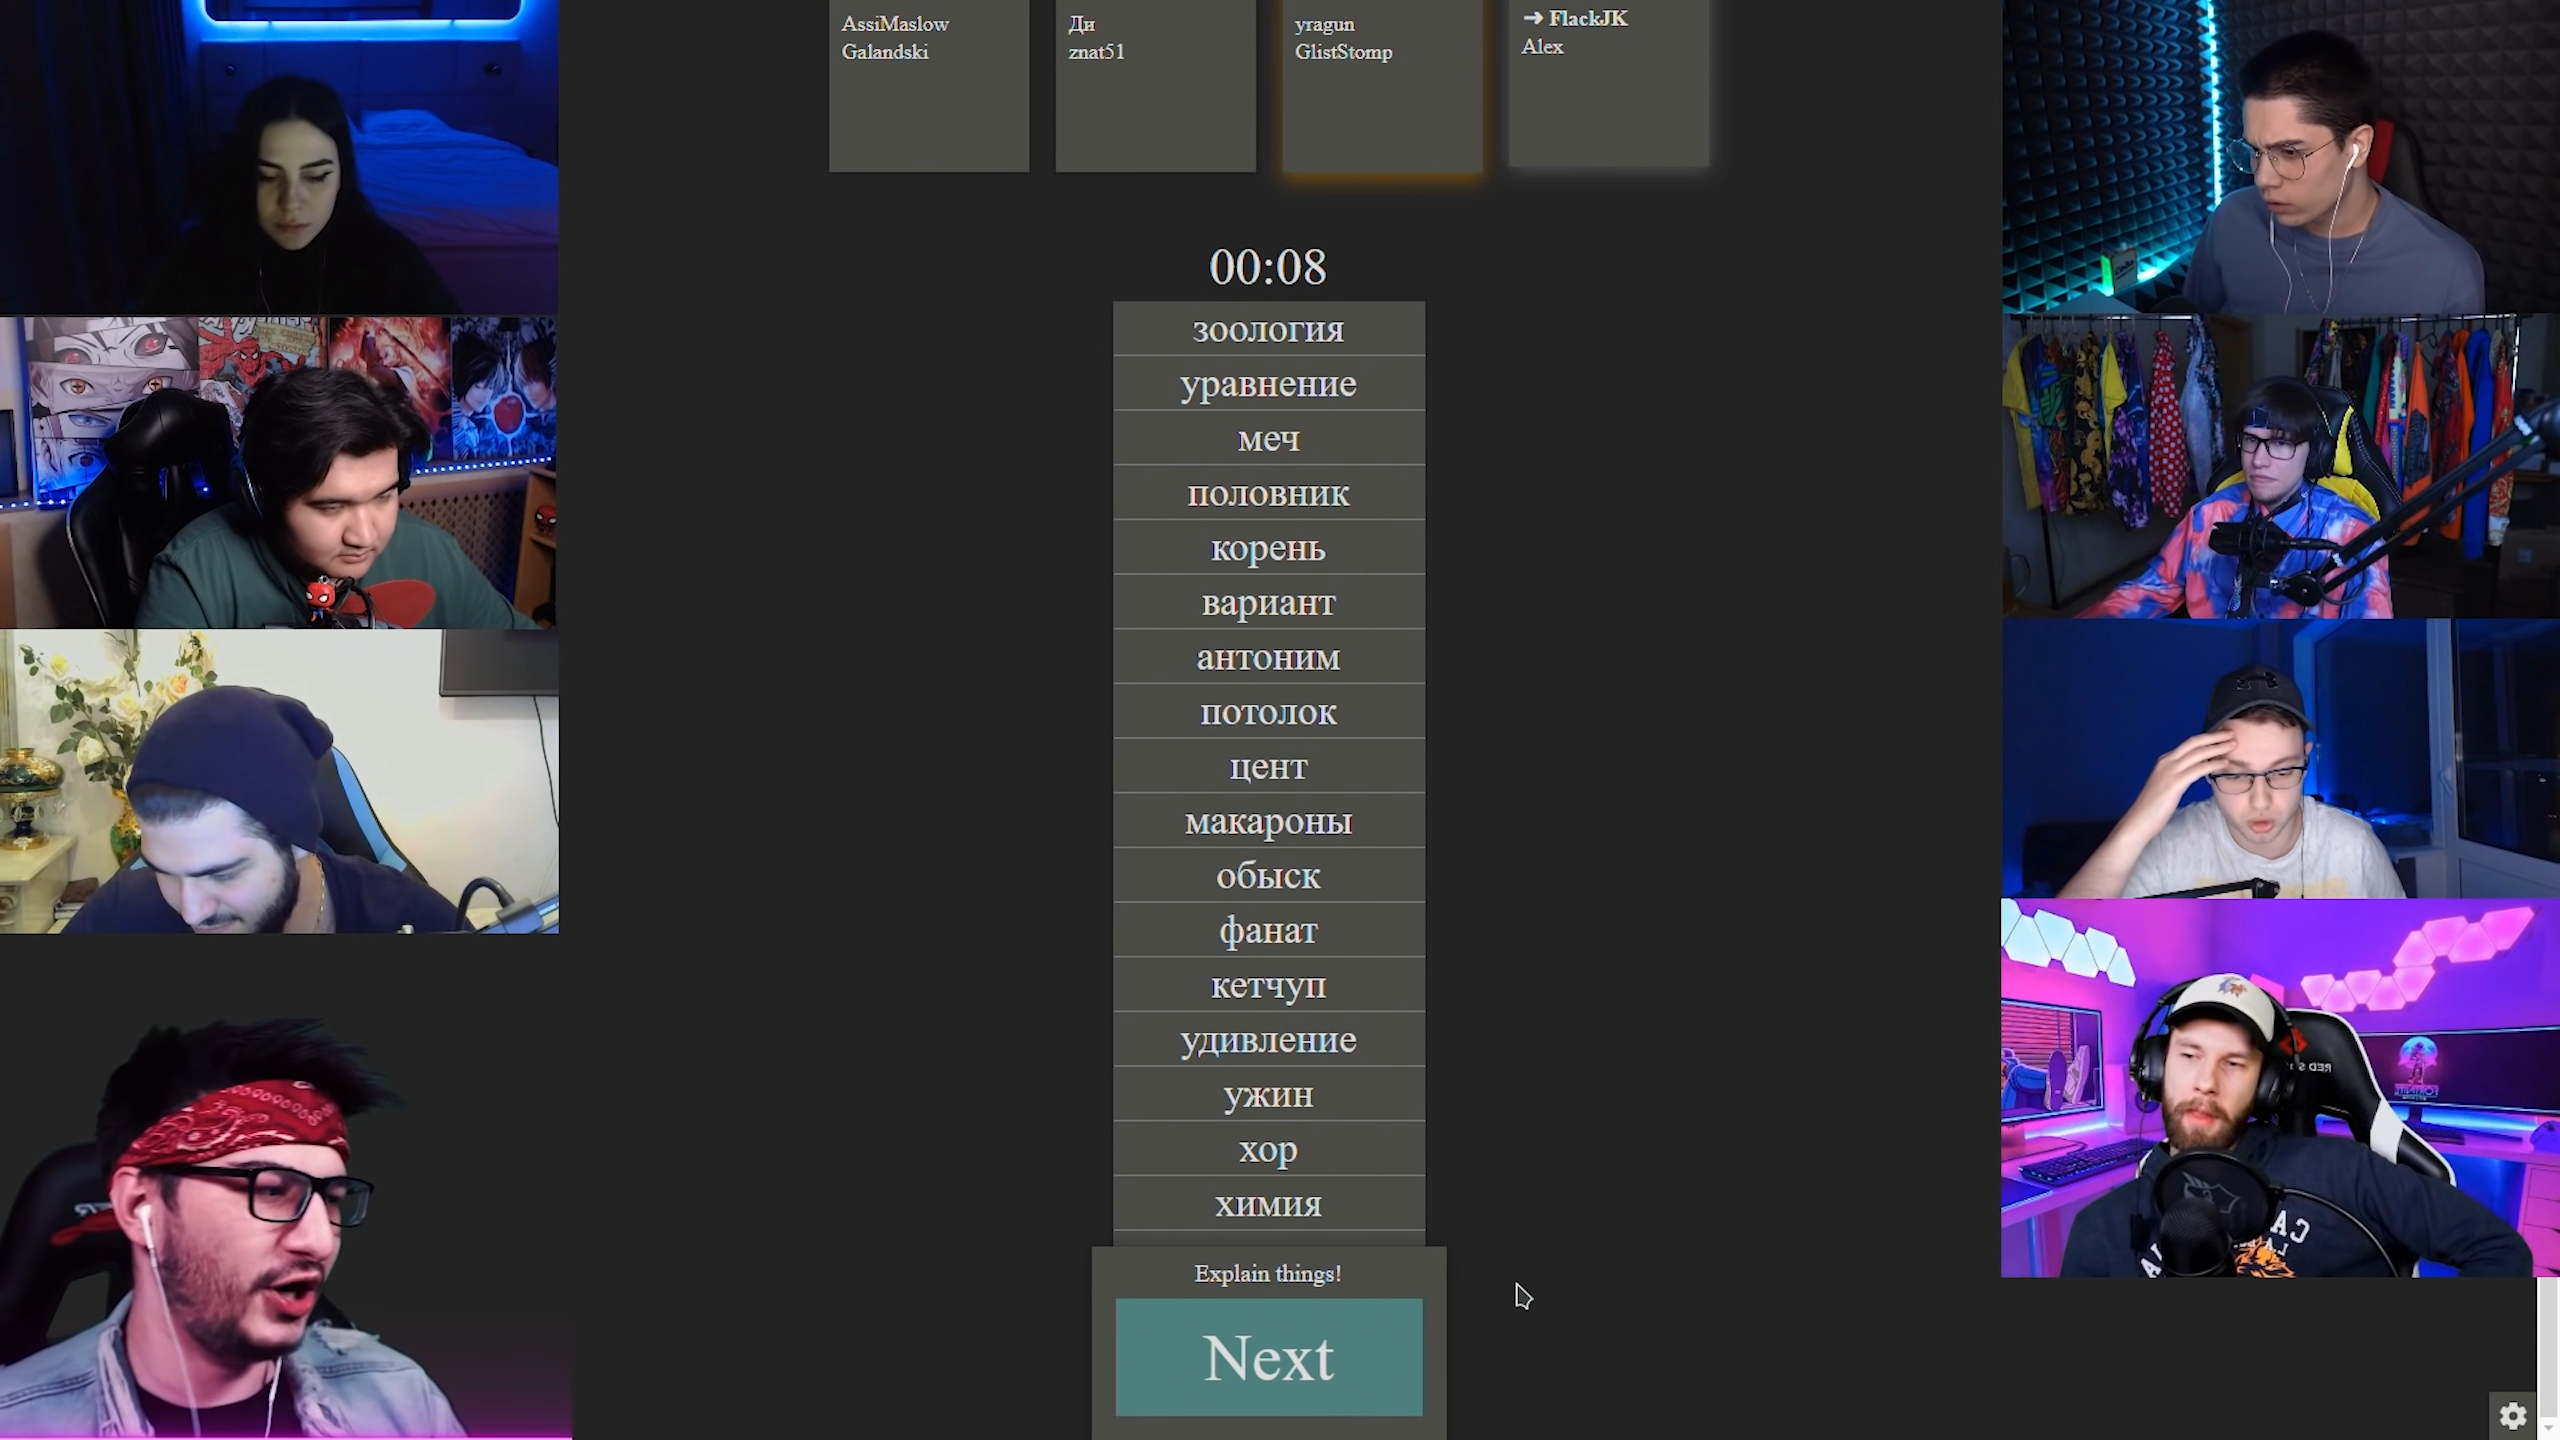 AssiMaslow
Galandski
Ди
znat51
yragun
GlistStomp
➜ FlackJK
Alex
00:08
зоология
уравнение
меч
половник
корень
вариант
антоним
потолок
цент
макароны
обыск
фанат
кетчуп
удивление
ужин
хор
химия
Explain things!
Next